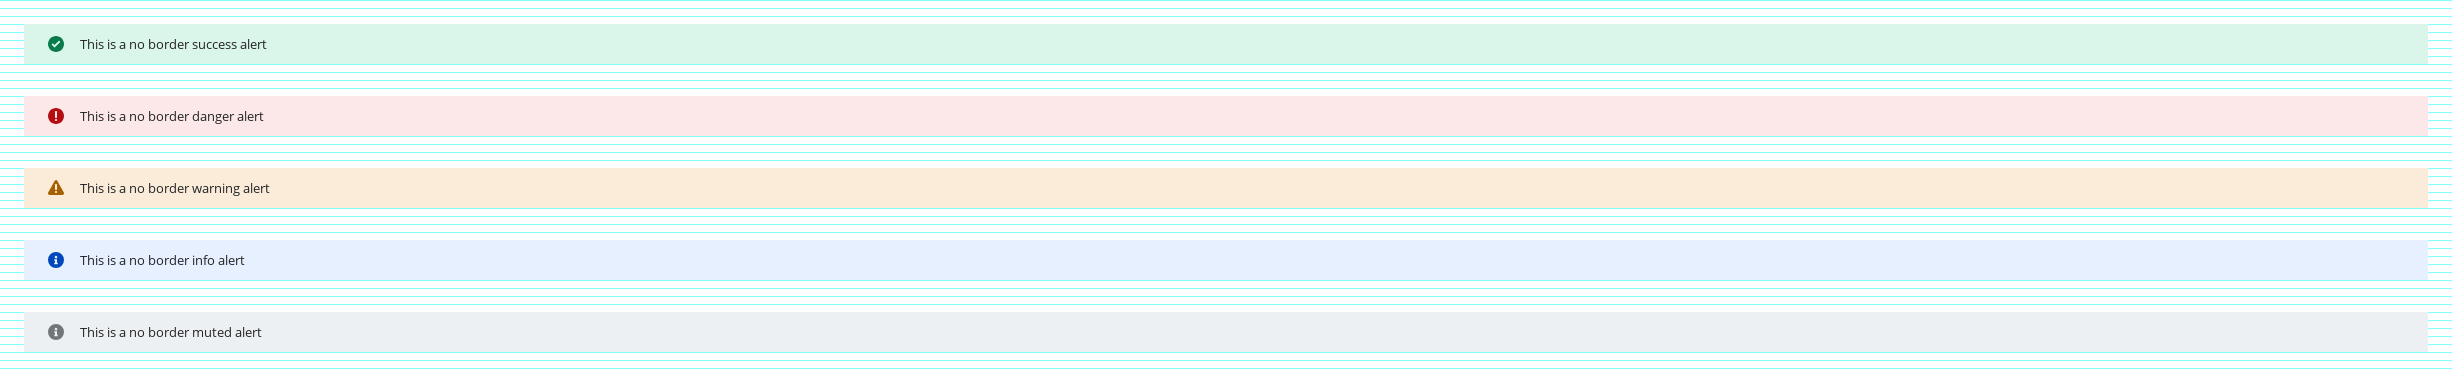 This is a no border success alert
This is a no border danger alert
This is a no border warning alert
This is a no border info alert
This is a no border muted alert